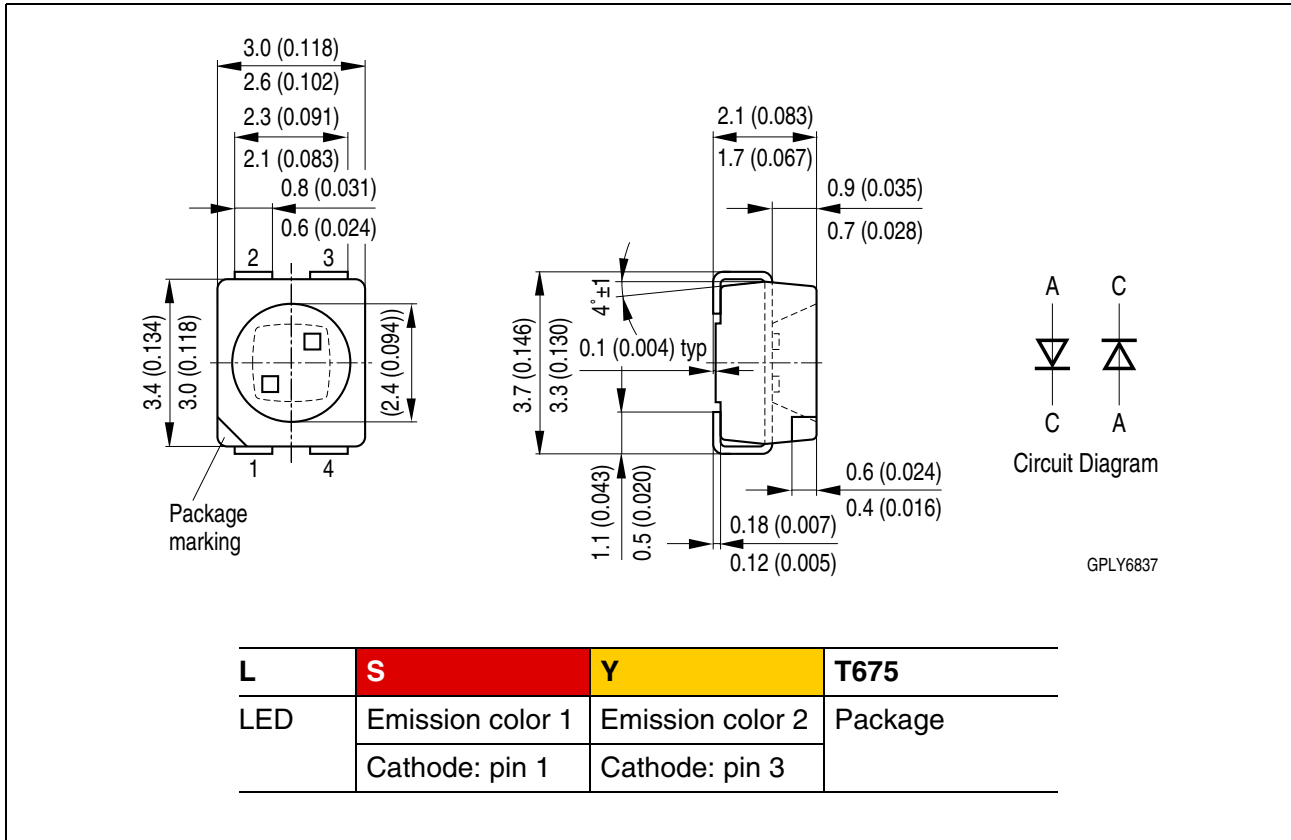 3.0 (0.118)
2.6 (0.102)
2.3 (0.091)
2.1 (0.083)
0.8 (0.031)
0.6 (0.024)
2 3
3.4 (0.134)
3.0 (0.118)
(2.4 (0.094))
1 4
Package
marking
2.1 (0.083)
1.7 (0.067)
0.9 (0.035)
0.7 (0.028)
4°±1
3.7 (0.146)
3.3 (0.130)
0.1 (0.004) typ
1.1 (0.043)
0.5 (0.020)
0.6 (0.024)
0.4 (0.016)
0.18 (0.007)
0.12 (0.005)
A C
C A
Circuit Diagram
GPLY6837
L S Y T675
LED Emission color 1 Emission color 2 Package
Cathode: pin 1 Cathode: pin 3